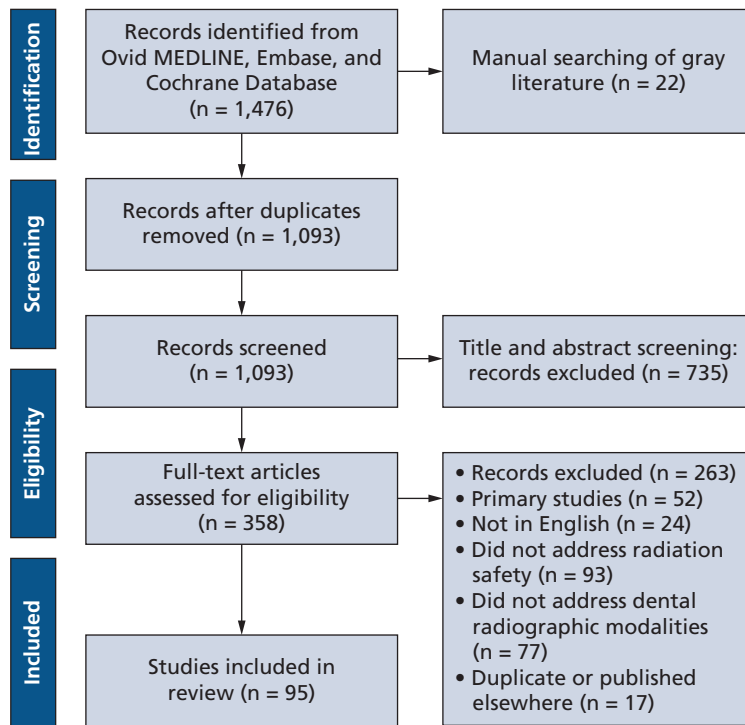 Identification
Records identified from
Ovid MEDLINE, Embase, and
Cochrane Database
(n = 1,476)
Manual searching of gray
literature (n = 22)
Screening
Records after duplicates
removed (n = 1,093)
Records screened
(n = 1,093)
Title and abstract screening:
records excluded (n = 735)
Eligibility
Full-text articles
assessed for eligibility
(n = 358)
• Records excluded (n = 263)
• Primary studies (n = 52)
• Not in English (n = 24)
• Did not address radiation
safety (n = 93)
• Did not address dental
radiographic modalities
(n = 77)
• Duplicate or published
elsewhere (n = 17)
Included
Studies included in
review (n = 95)